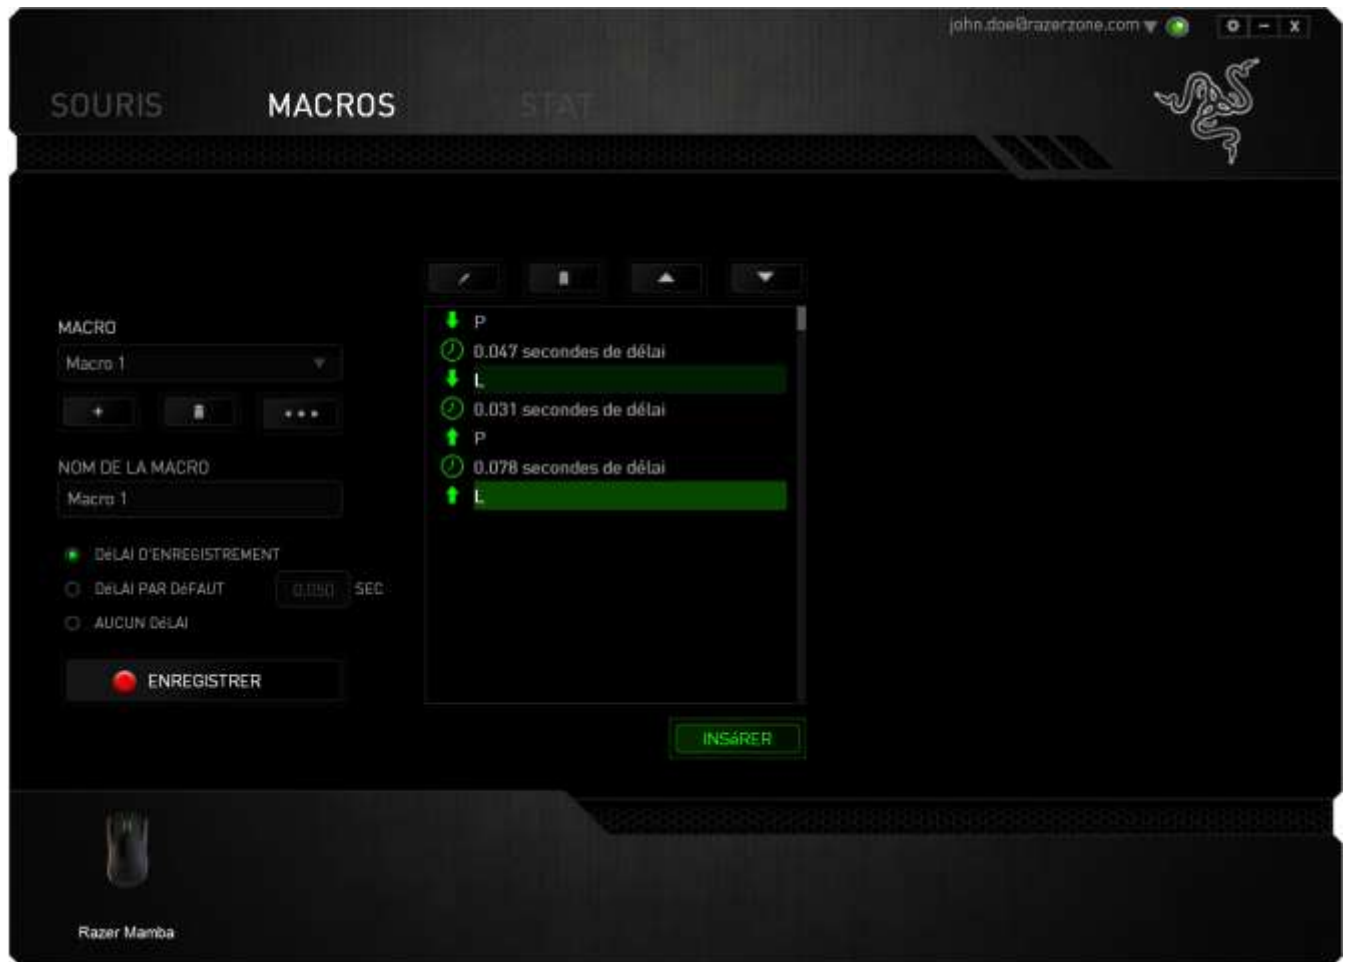 john.doe@razerzone.com
SOURIS MACROS STAT
MACRO
Macro 1
NOM DE LA MACRO
Macro 1
DéLAI D'ENREGISTREMENT
DéLAI PAR DéFAUT 0.050 SEC
AUCUN DéLAI
ENREGISTRER
P
0.047 secondes de délai
L
0.031 secondes de délai
P
0.078 secondes de délai
L
INSéRER
Razer Mamba